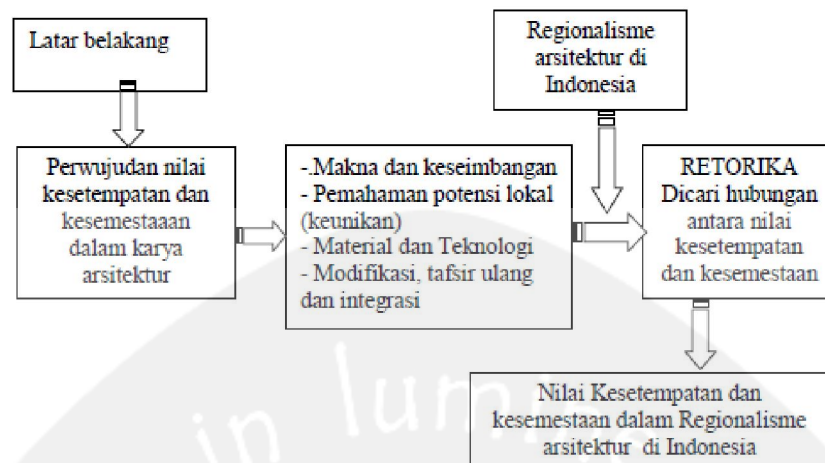 Latar belakang
Regionalisme
arsitektur di
Indonesia
Perwujudan nilai
kesetempatan dan
kesemestaaan
dalam karya
arsitektur
-.Makna dan keseimbangan
- Pemahaman potensi lokal
(keunikan)
- Material dan Teknologi
- Modifikasi, tafsir ulang
dan integrasi
RETORIKA
Dicari hubungan
antara nilai
kesetempatan
dan kesemestaan
Nilai Kesetempatan dan
kesemestaan dalam Regionalisme
arsitektur di Indonesia
in lumin